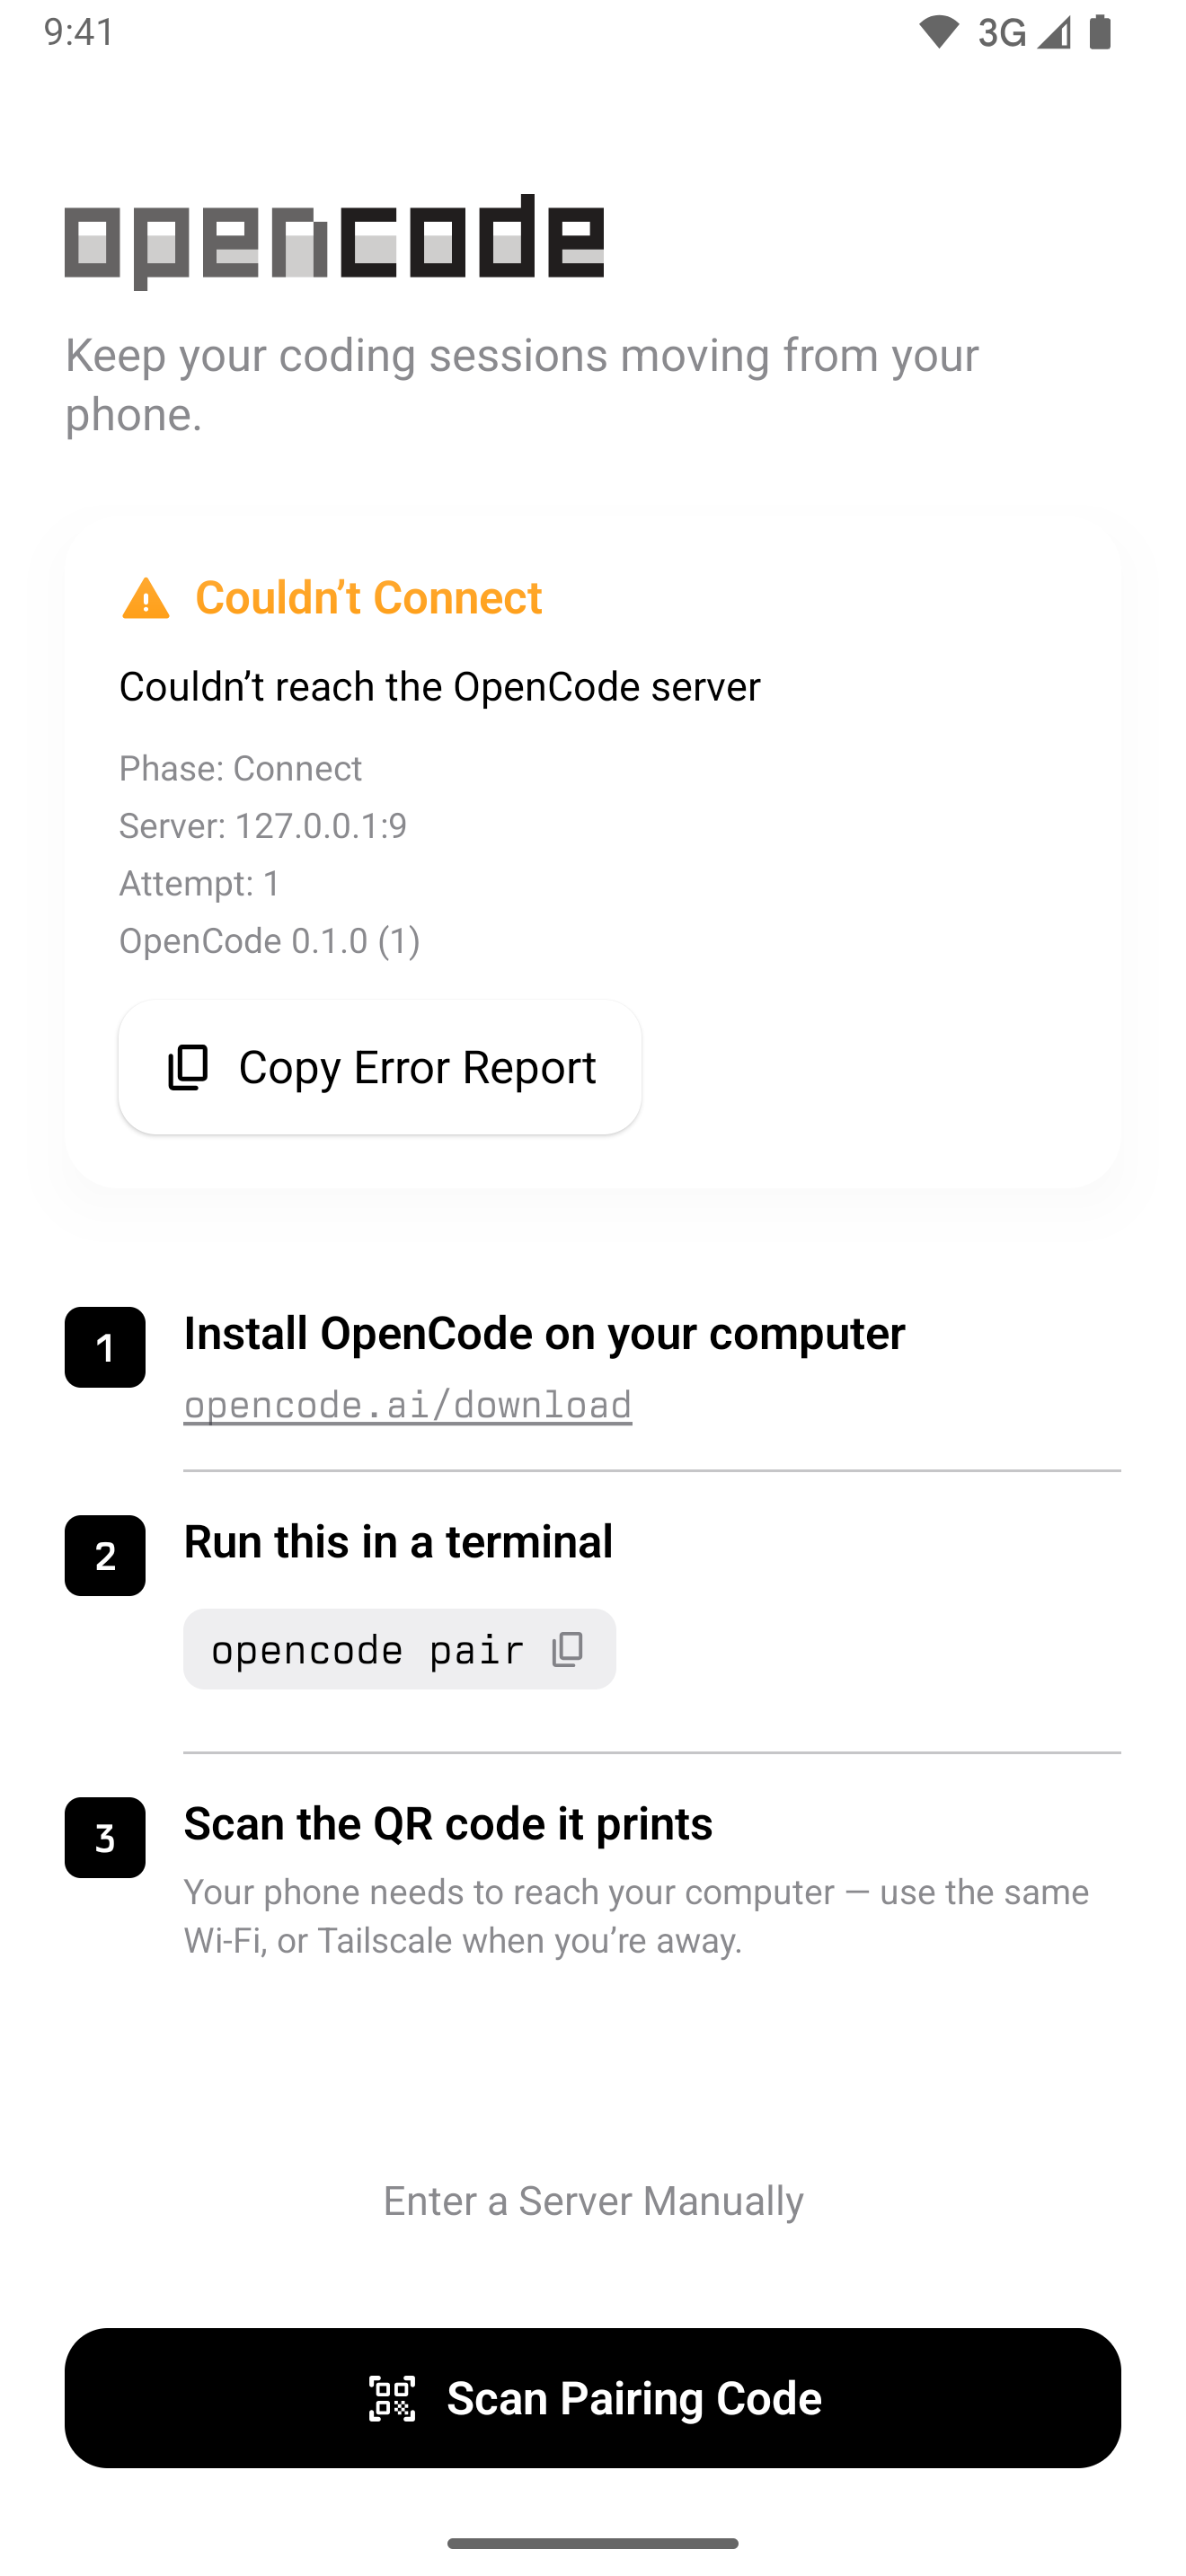 9:41
3G
opencode
Keep your coding sessions moving from your
phone.
Couldn’t Connect
Couldn’t reach the OpenCode server
Phase: Connect
Server: 127.0.0.1:9
Attempt: 1
OpenCode 0.1.0 (1)
Copy Error Report
1
Install OpenCode on your computer
opencode.ai/download
2
Run this in a terminal
opencode pair
3
Scan the QR code it prints
Your phone needs to reach your computer — use the same
Wi-Fi, or Tailscale when you’re away.
Enter a Server Manually
Scan Pairing Code